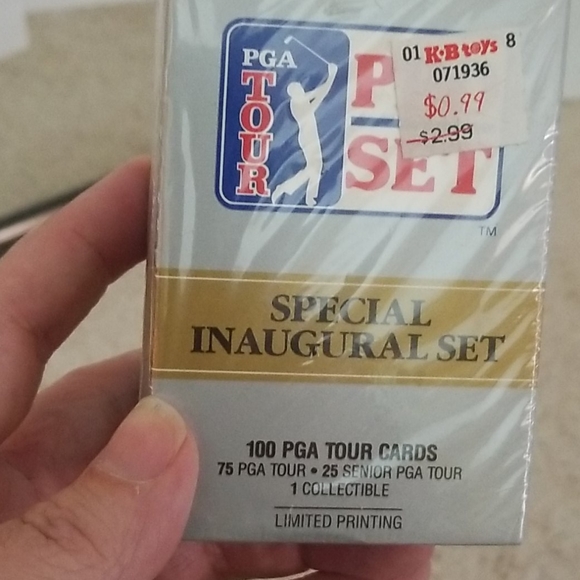 PGA
TOUR
P
SET
01 K·B toys 8
071936
$0.99
$2.99
TM
SPECIAL
INAUGURAL SET
100 PGA TOUR CARDS
75 PGA TOUR • 25 SENIOR PGA TOUR
1 COLLECTIBLE
LIMITED PRINTING